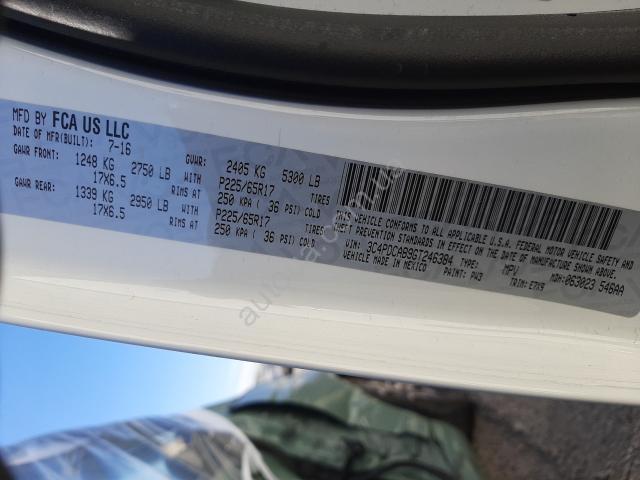 MFD BY FCA US LLC
DATE OF MFR(BUILT): 7-16
GVWR: 2405 KG 5300 LB
GAWR FRONT: 1248 KG 2750 LB WITH P225/65R17 TIRES
17X6.5 RIMS AT 250 KPA ( 36 PSI) COLD
GAWR REAR: 1339 KG 2950 LB WITH P225/65R17 TIRES
17X6.5 RIMS AT 250 KPA ( 36 PSI) COLD
THIS VEHICLE CONFORMS TO ALL APPLICABLE U.S.A. FEDERAL MOTOR VEHICLE SAFETY AND
THEFT PREVENTION STANDARDS IN EFFECT ON THE DATE OF MANUFACTURE SHOWN ABOVE.
VIN: 3C4PDCAB9GT246384 TYPE: MPV MDH: 063023 546AA
MADE IN MEXICO PAINT: PW3 TRIM: E7X9